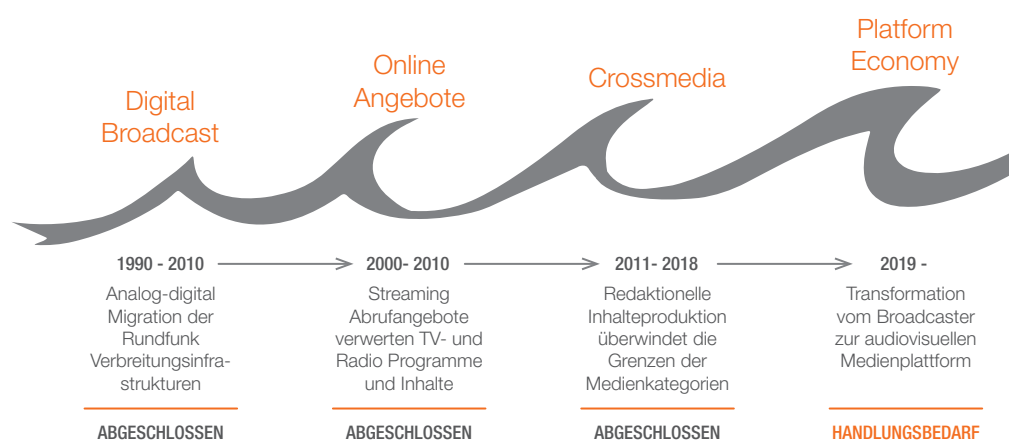 Digital
Broadcast
Online
Angebote
Crossmedia
Platform
Economy
1990 - 2010
Analog-digital
Migration der
Rundfunk
Verbreitungsinfra-
strukturen
ABGESCHLOSSEN
2000- 2010
Streaming
Abrufangebote
verwerten TV- und
Radio Programme
und Inhalte
ABGESCHLOSSEN
2011- 2018
Redaktionelle
Inhalteproduktion
überwindet die
Grenzen der
Medienkategorien
ABGESCHLOSSEN
2019 -
Transformation
vom Broadcaster
zur audiovisuellen
Medienplattform
HANDLUNGSBEDARF